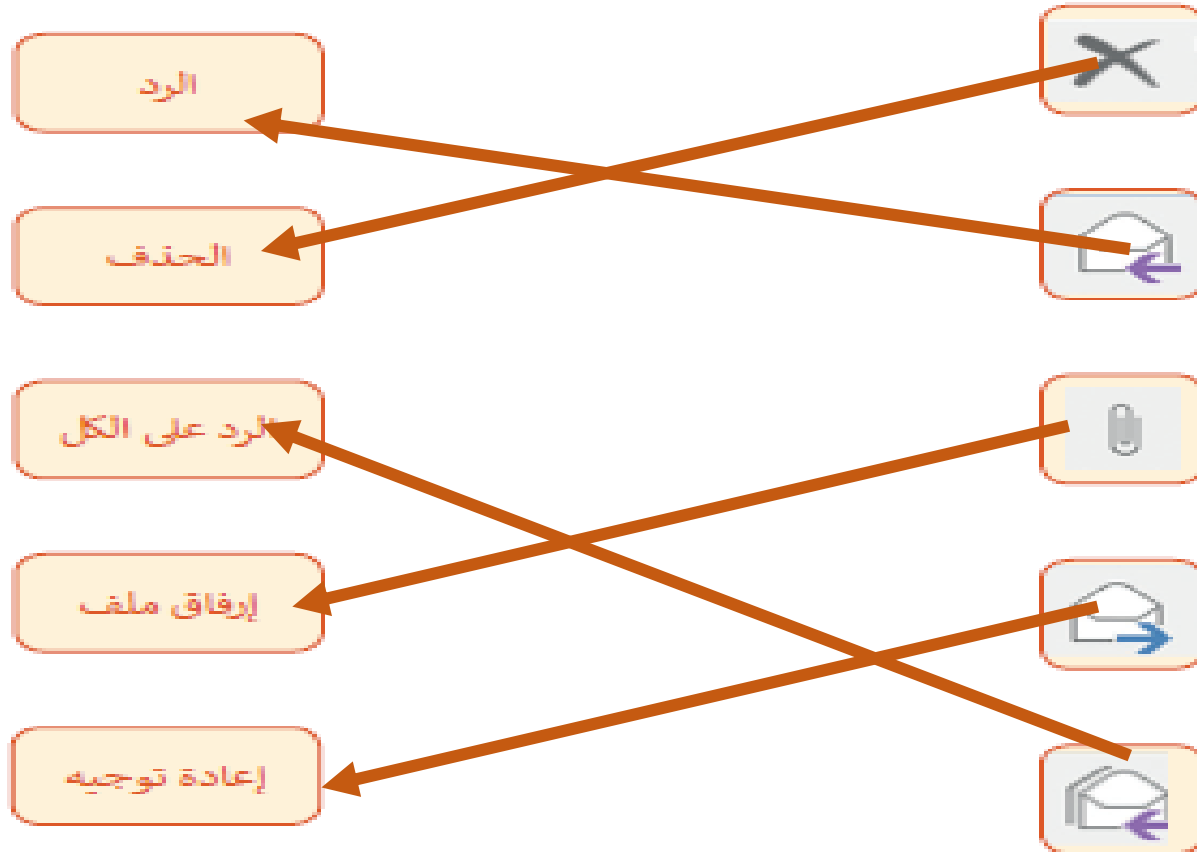 الرد
الحذف
الرد على الكل
إرفاق ملف
إعادة توجيه